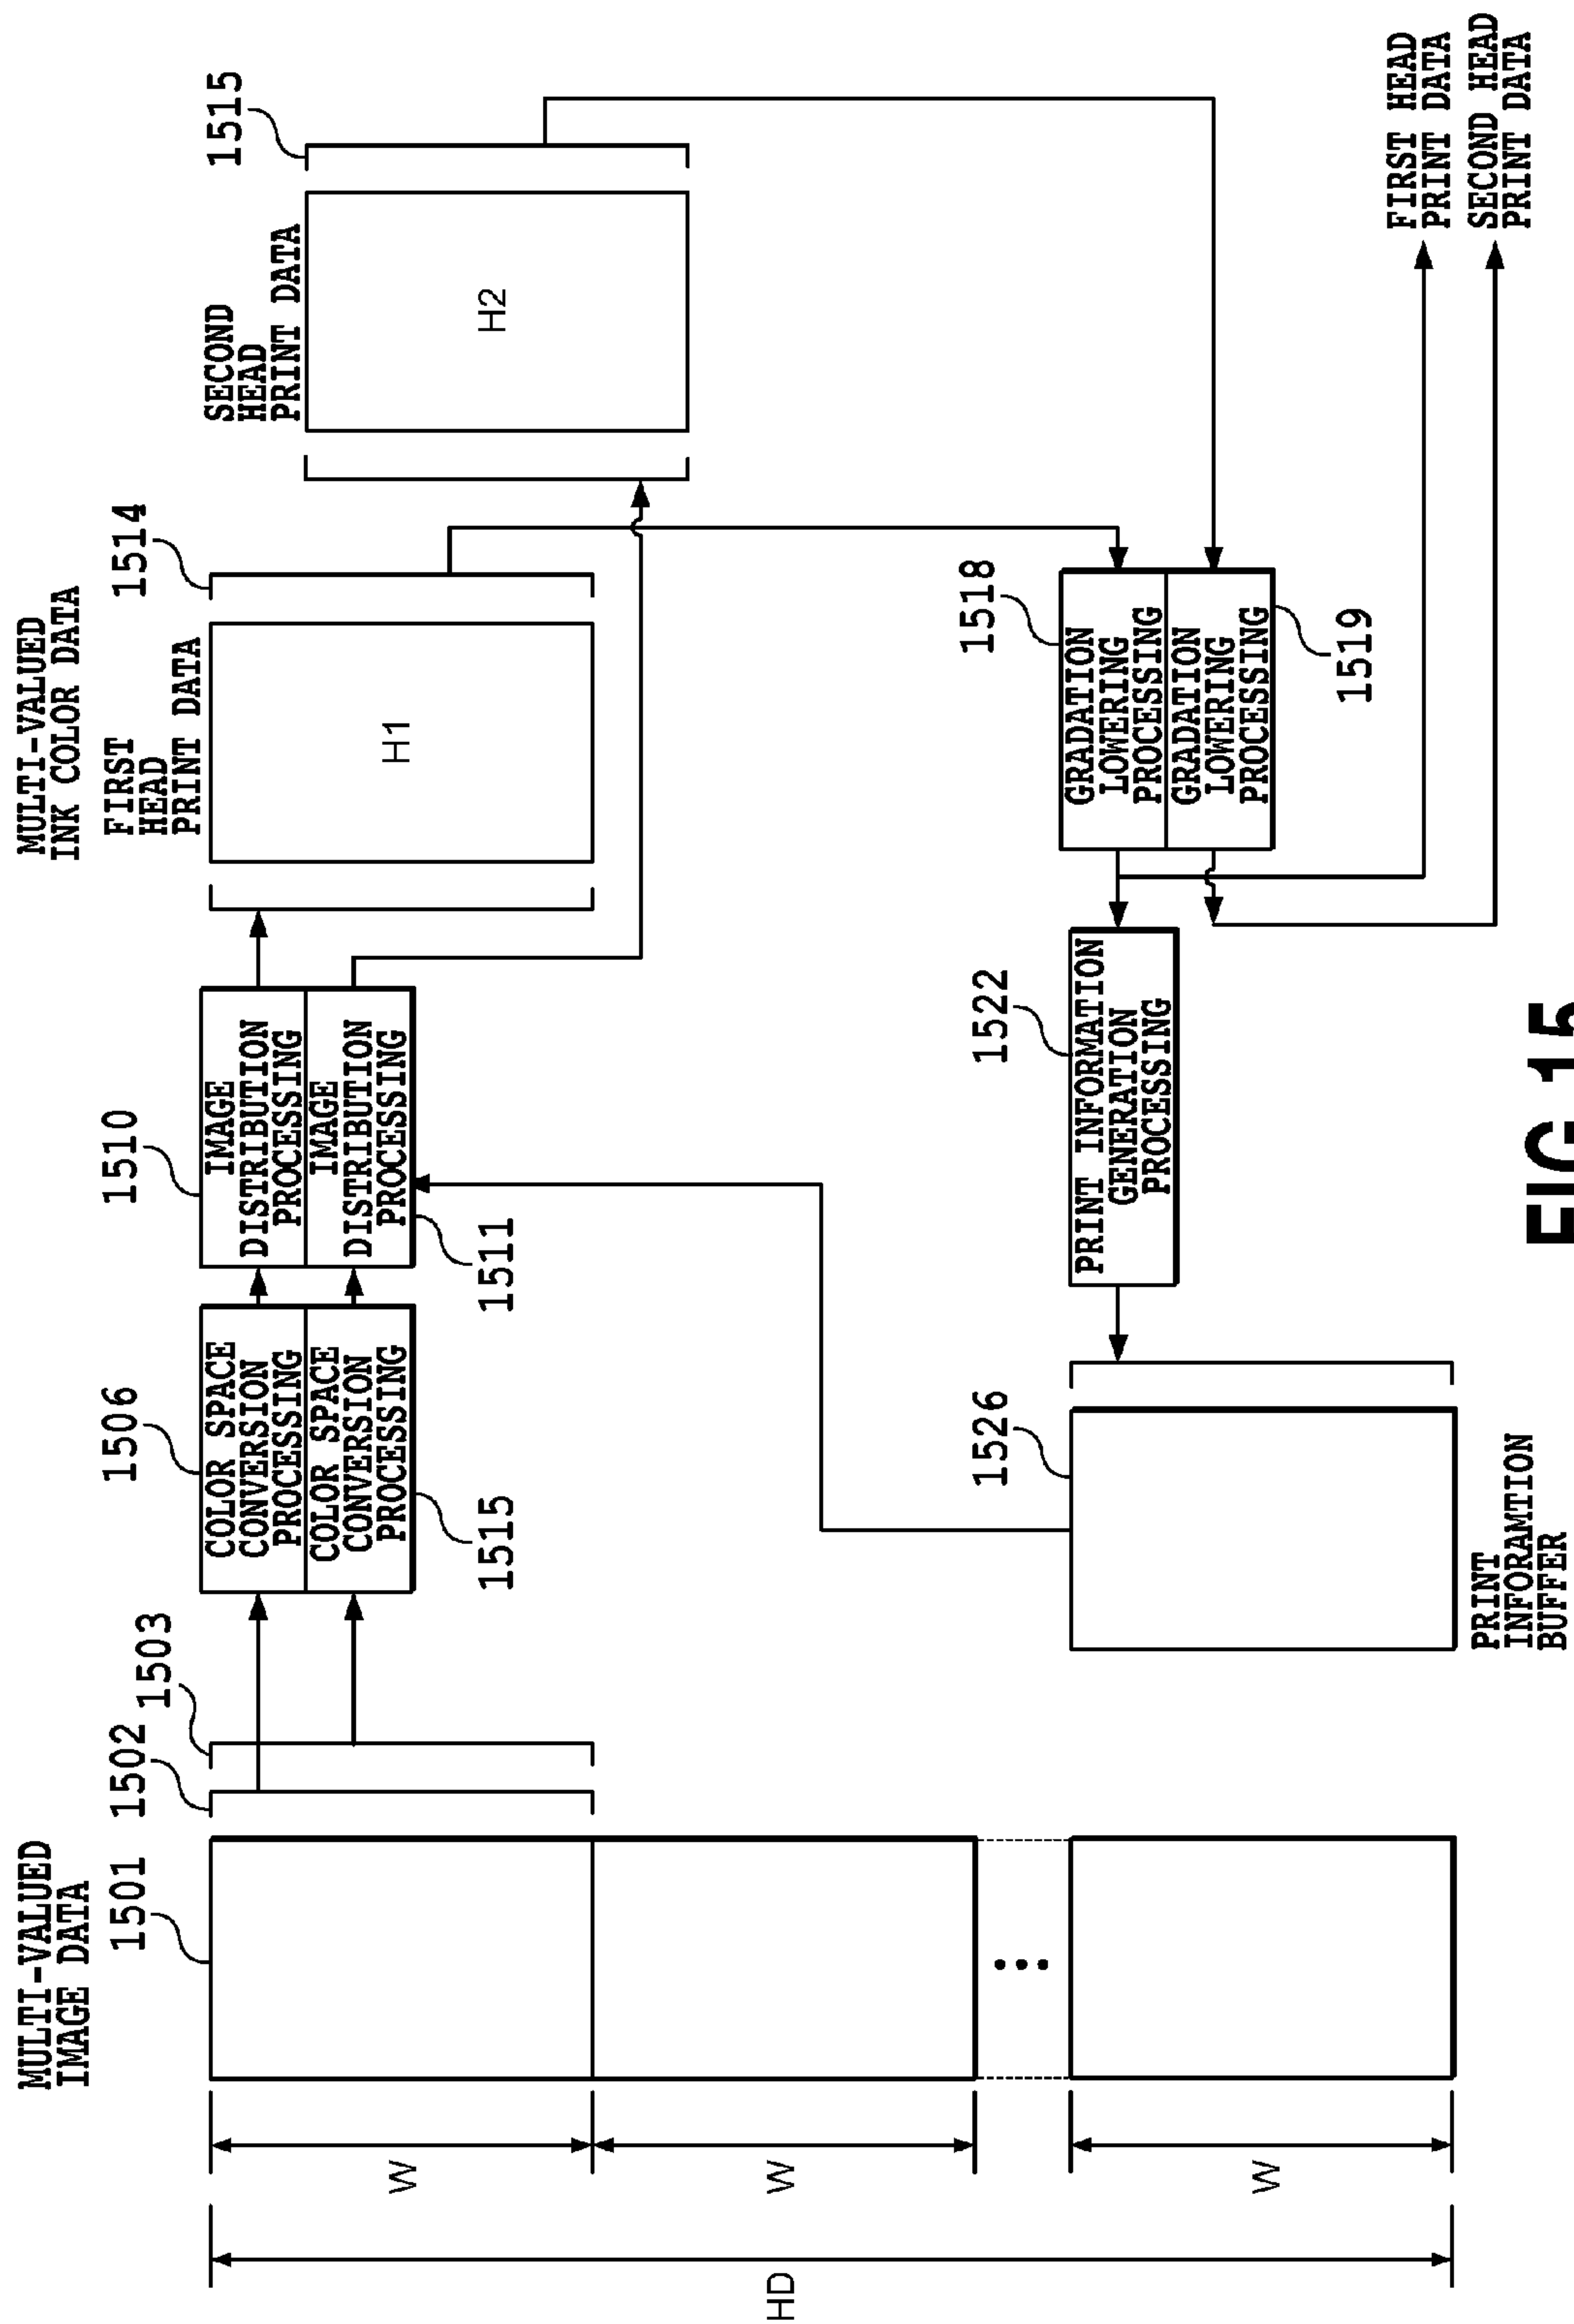 MULTI-VALUED
IMAGE DATA
1501
1502
1503
HD
W
W
W
1506
COLOR SPACE
CONVERSION
PROCESSING
COLOR SPACE
CONVERSION
PROCESSING
1515
1510
IMAGE
DISTRIBUTION
PROCESSING
IMAGE
DISTRIBUTION
PROCESSING
1511
MULTI-VALUED
INK COLOR DATA
FIRST
HEAD
PRINT DATA
1514
H1
SECOND
HEAD
PRINT DATA
1515
H2
1518
GRADATION
LOWERING
PROCESSING
GRADATION
LOWERING
PROCESSING
1519
1522
PRINT INFORMATION
GENERATION
PROCESSING
1526
PRINT
INFORAMTION
BUFFER
FIRST HEAD
PRINT DATA
SECOND HEAD
PRINT DATA
FIG.15